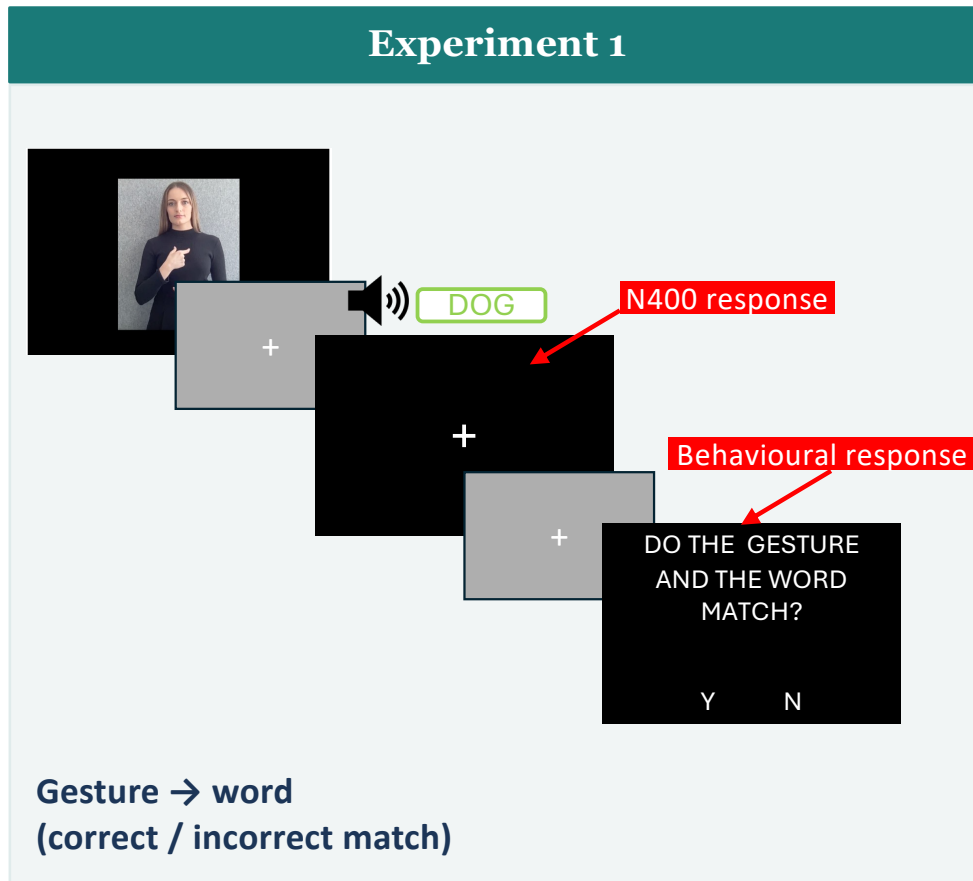 Experiment 1
DOG
N400 response
Behavioural response
DO THE GESTURE
AND THE WORD
MATCH?
Y N
Gesture → word
(correct / incorrect match)